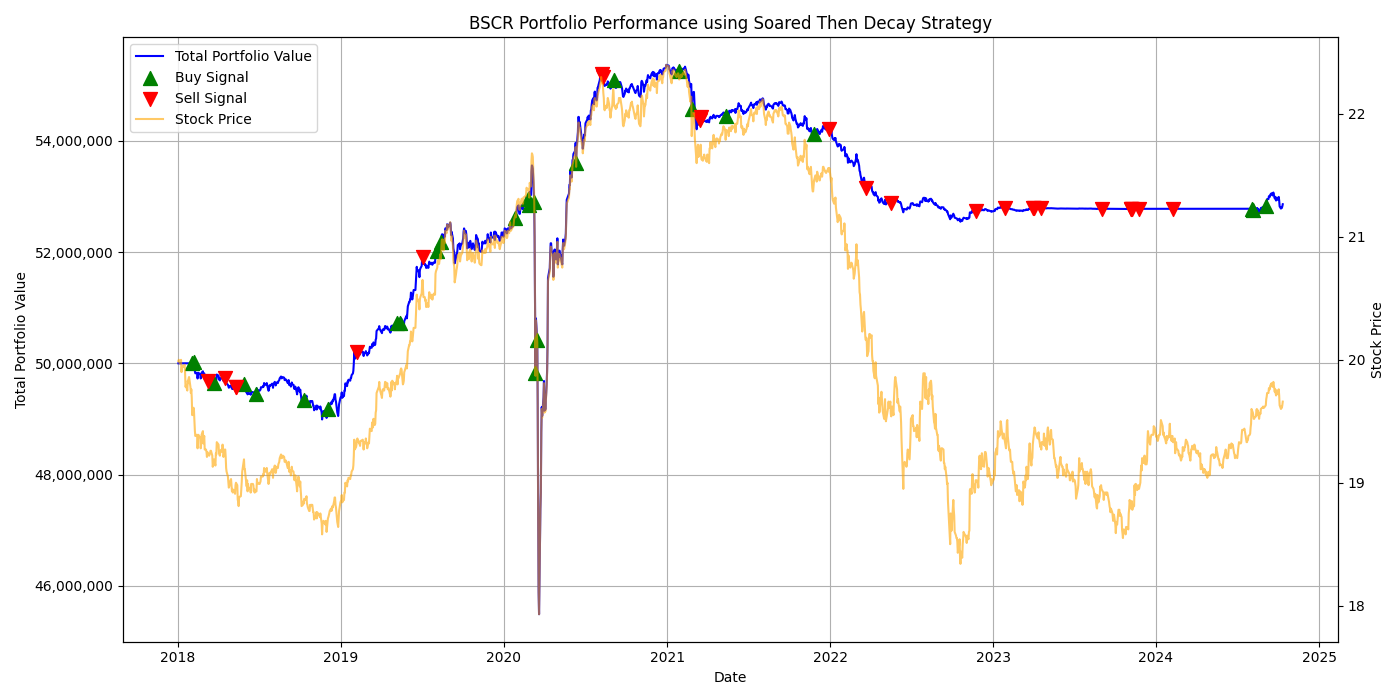 BSCR Portfolio Performance using Soared Then Decay Strategy
Total Portfolio Value
Buy Signal
Sell Signal
Stock Price
54,000,000
52,000,000
50,000,000
48,000,000
46,000,000
Total Portfolio Value
22
21
20
19
18
Stock Price
2018 2019 2020 2021 2022 2023 2024 2025
Date